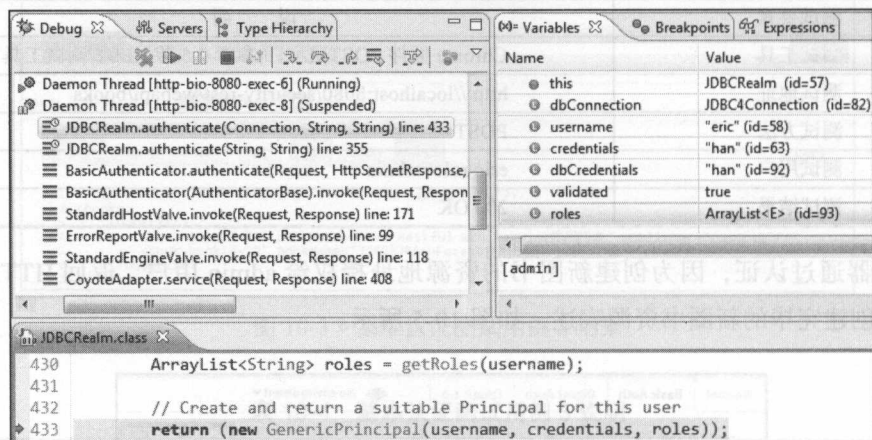 Debug Servers Type Hierarchy
Daemon Thread [http-bio-8080-exec-6] (Running)
Daemon Thread [http-bio-8080-exec-8] (Suspended)
JDBCRealm.authenticate(Connection, String, String) line: 433
JDBCRealm.authenticate(String, String) line: 355
BasicAuthenticator.authenticate(Request, HttpServletResponse,
BasicAuthenticator(AuthenticatorBase).invoke(Request, Respon
StandardHostValve.invoke(Request, Response) line: 171
ErrorReportValve.invoke(Request, Response) line: 99
StandardEngineValve.invoke(Request, Response) line: 118
CoyoteAdapter.service(Request, Response) line: 408
(x)= Variables Breakpoints Expressions
Name Value
this JDBCRealm (id=57)
dbConnection JDBC4Connection (id=82)
username "eric" (id=58)
credentials "han" (id=63)
dbCredentials "han" (id=92)
validated true
roles ArrayList<E> (id=93)
[admin]
JDBCRealm.class
430 ArrayList<String> roles = getRoles(username);
431
432 // Create and return a suitable Principal for this user
433 return (new GenericPrincipal(username, credentials, roles));